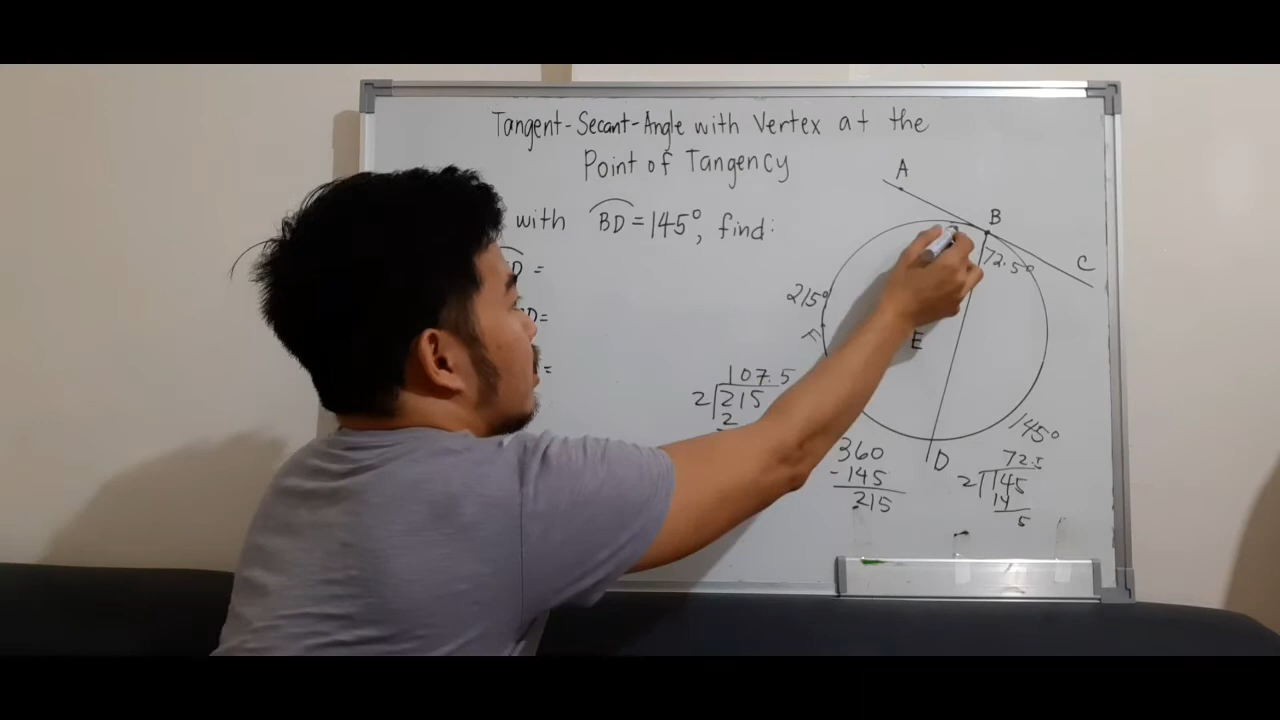 Tangent-Secant-Angle with Vertex at the
Point of Tangency
with BD = 145°, find:
D =
D=
=
A
B
C
72.5°
215°
F
E
D
145°
107.5
2 215
2
360
-145
215
72.5
2 145
14
5